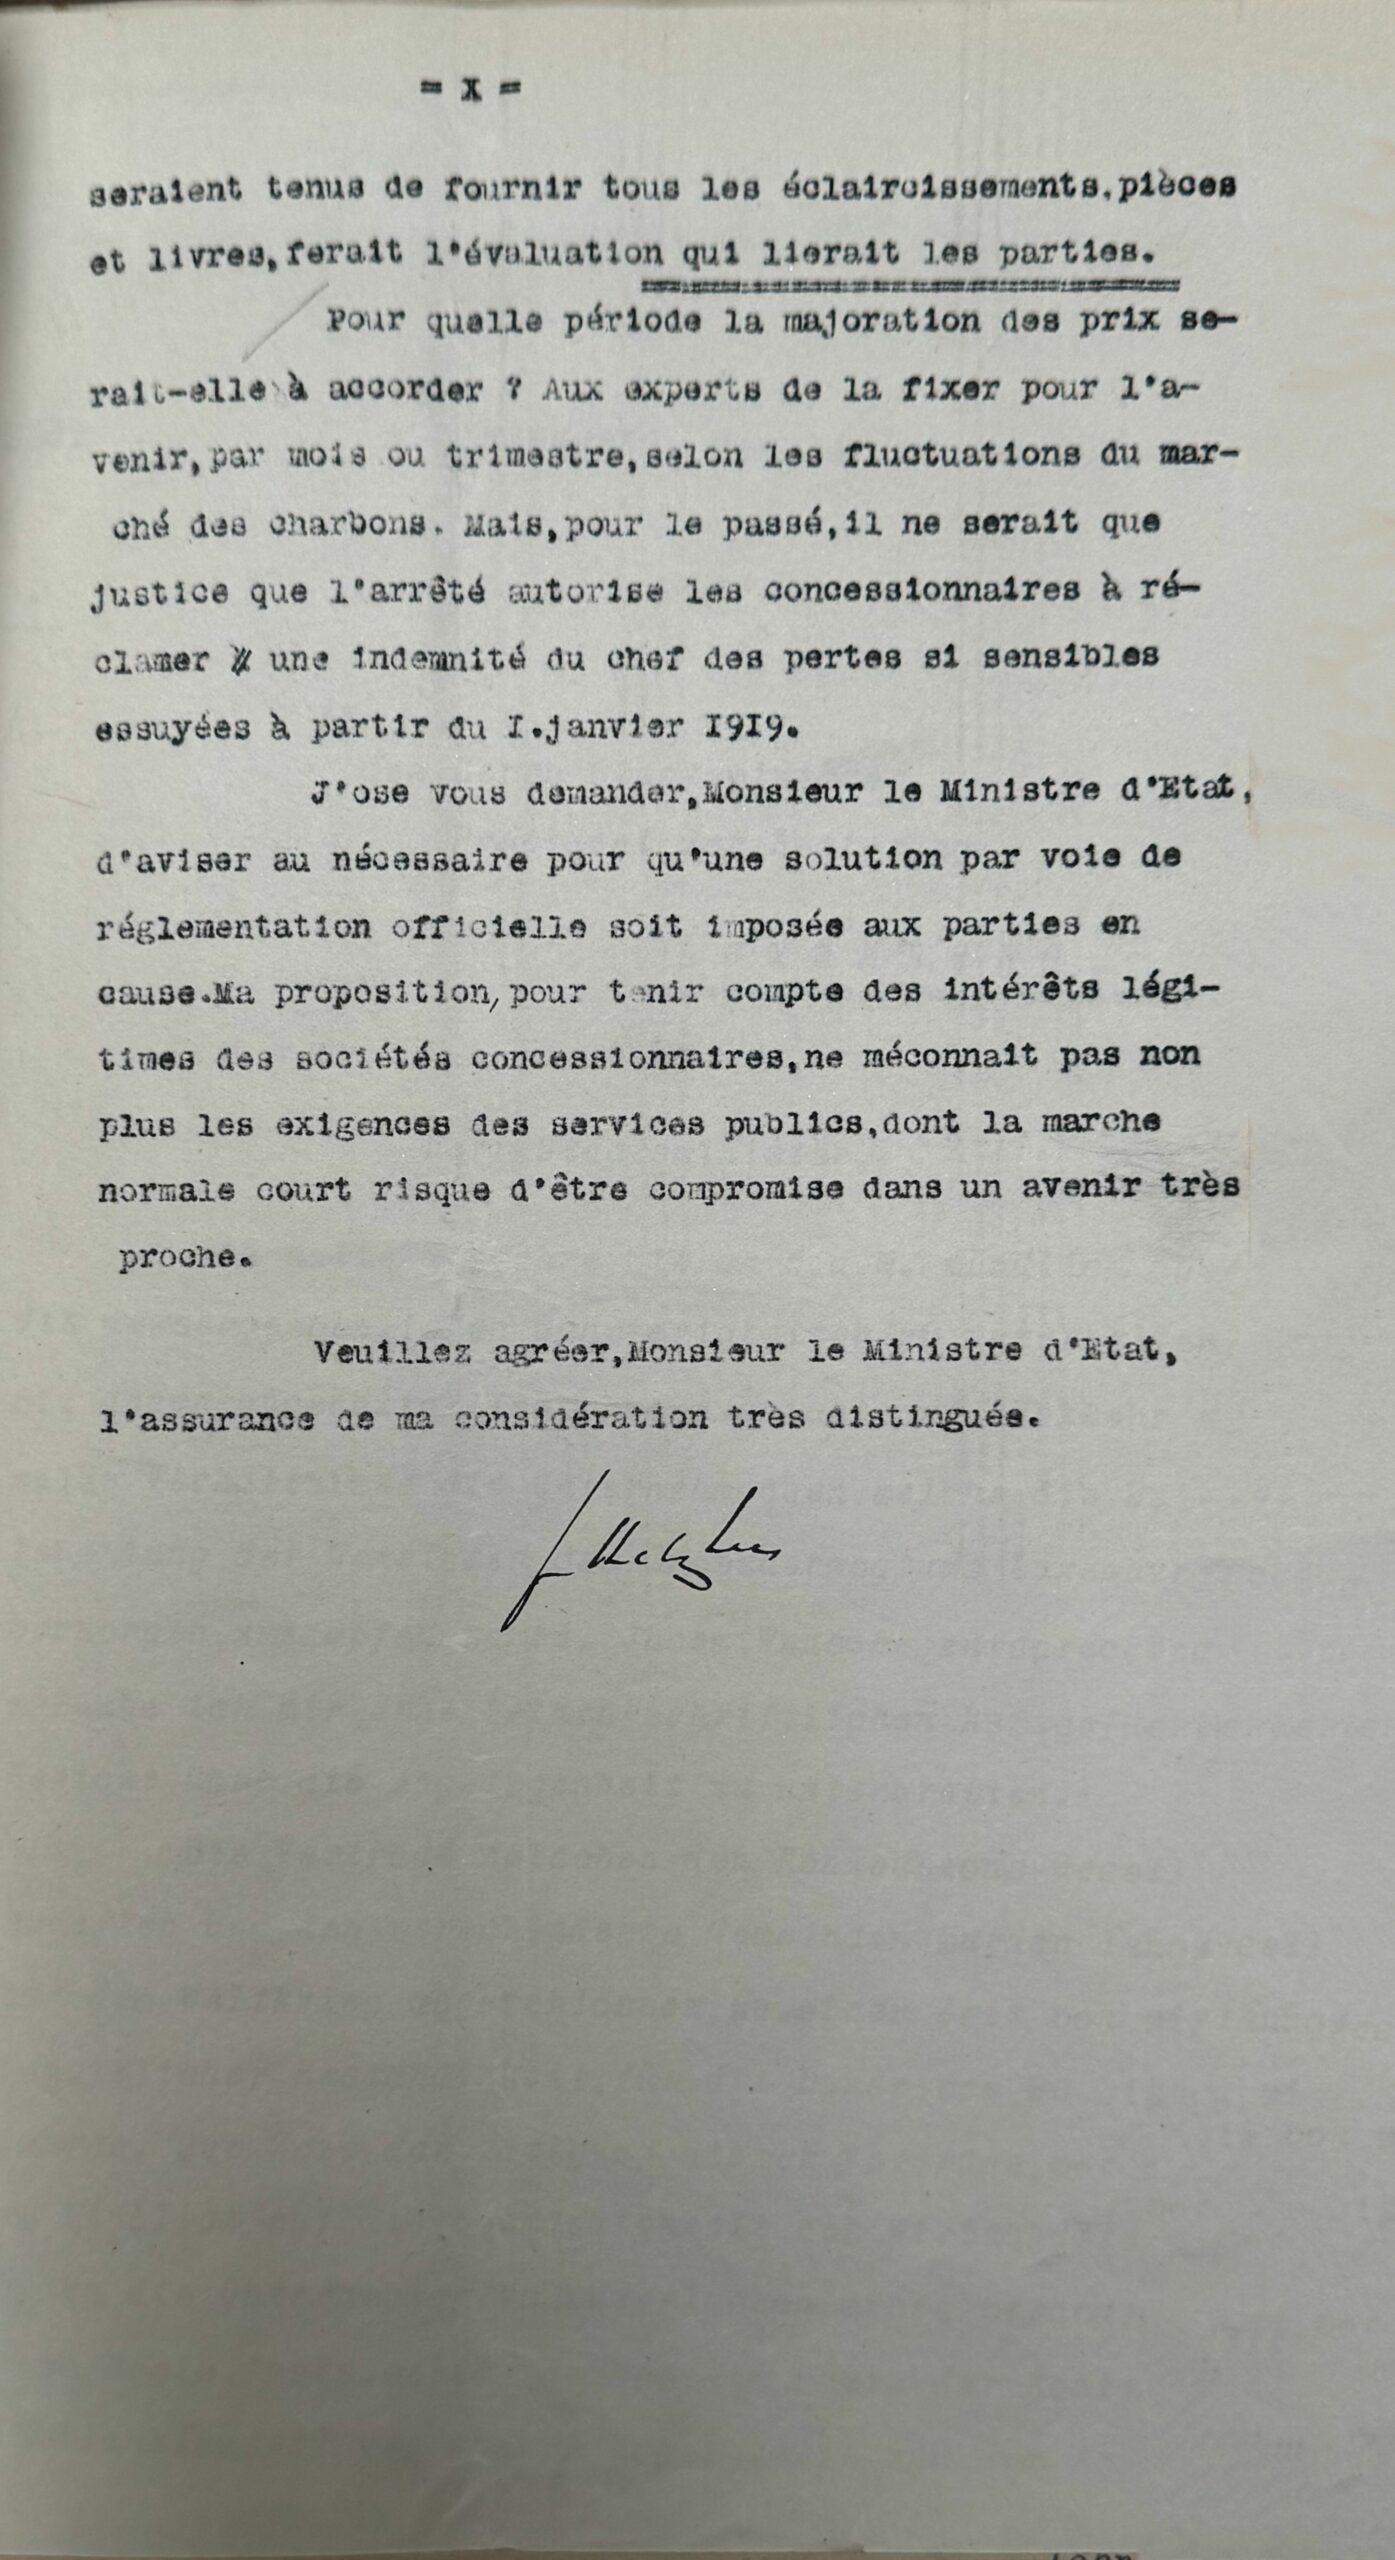 = X =
seraient tenus de fournir tous les éclaircissements,pièces
et livres,ferait l'évaluation qui lierait les parties.
Pour quelle période la majoration des prix se-
rait-elle à accorder ? Aux experts de la fixer pour l'a-
venir,par mois ou trimestre,selon les fluctuations du mar-
ché des charbons. Mais,pour le passé,il ne serait que
justice que l'arrêté autorise les concessionnaires à ré-
clamer une indemnité du chef des pertes si sensibles
essuyées à partir du I.janvier I9I9.
J'ose vous demander,Monsieur le Ministre d'Etat,
d'aviser au nécessaire pour qu'une solution par voie de
réglementation officielle soit imposée aux parties en
cause.Ma proposition,pour tenir compte des intérêts légi-
times des sociétés concessionnaires,ne méconnait pas non
plus les exigences des services publics,dont la marche
normale court risque d'être compromise dans un avenir très
proche.
Veuillez agréer,Monsieur le Ministre d'Etat,
l'assurance de ma considération très distinguée.